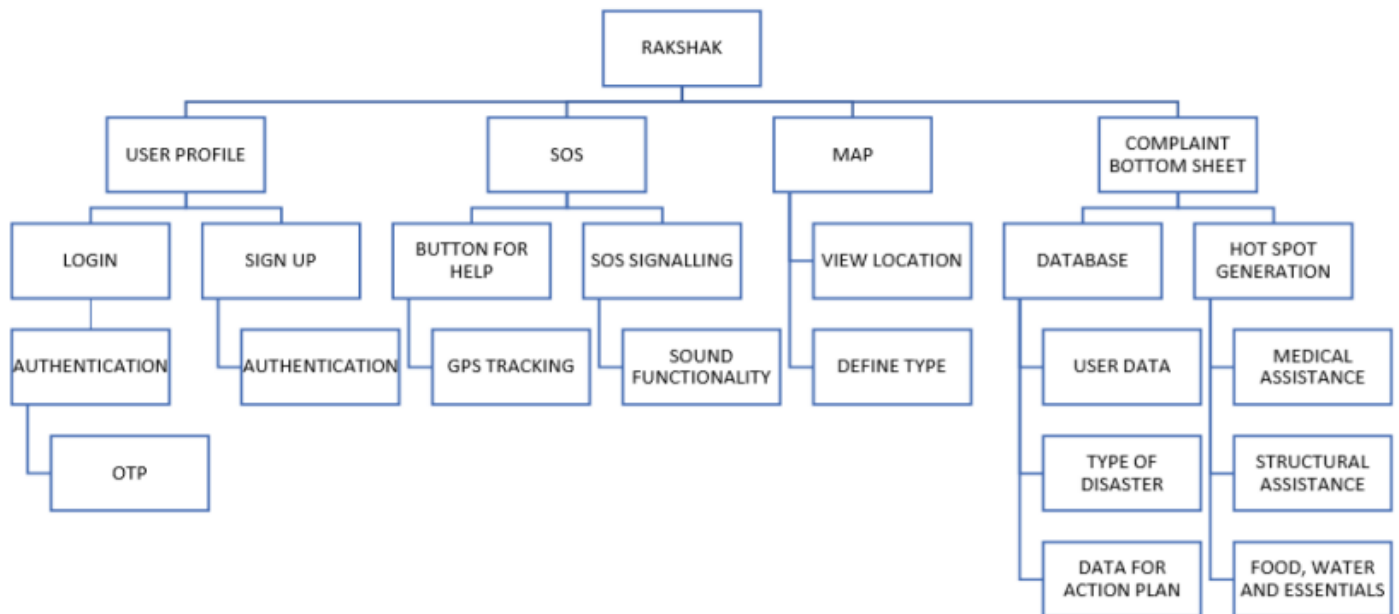 RAKSHAK
USER PROFILE
SOS
MAP
COMPLAINT
BOTTOM SHEET
LOGIN
SIGN UP
BUTTON FOR
HELP
SOS SIGNALLING
VIEW LOCATION
DATABASE
HOT SPOT
GENERATION
AUTHENTICATION
AUTHENTICATION
GPS TRACKING
SOUND
FUNCTIONALITY
DEFINE TYPE
USER DATA
MEDICAL
ASSISTANCE
OTP
TYPE OF
DISASTER
STRUCTURAL
ASSISTANCE
DATA FOR
ACTION PLAN
FOOD, WATER
AND ESSENTIALS